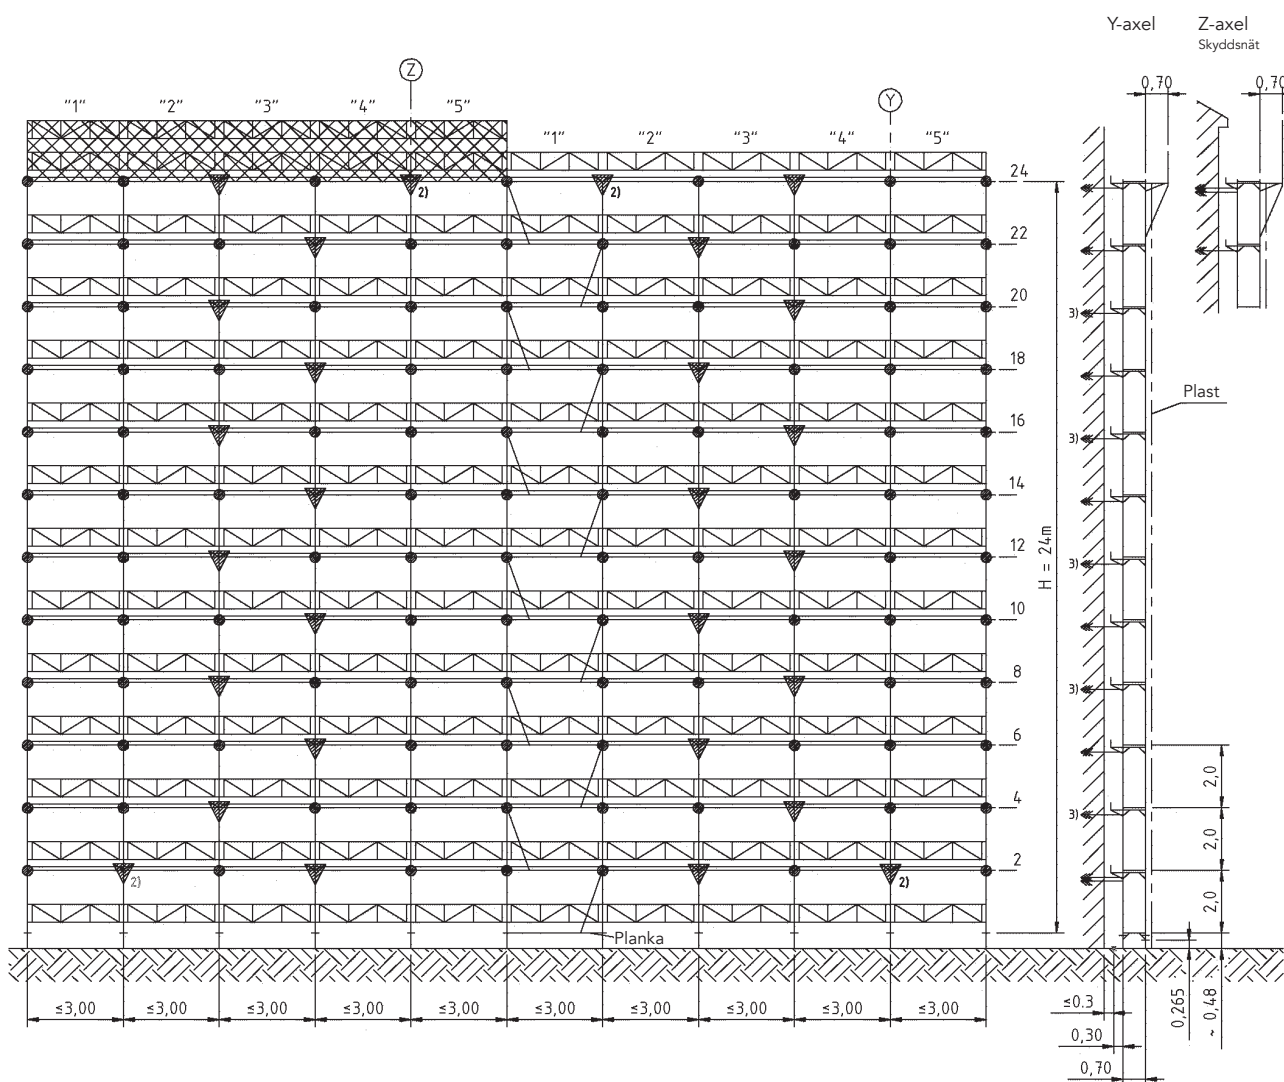 Y-axel
Z-axel
Skyddsnät
Z
Y
0,70
0,70
"1" "2" "3" "4" "5"
"1" "2" "3" "4" "5"
24
2)
2)
22
20
3)
18
Plast
16
3)
14
12
3)
H = 24m
10
8
3)
6
2,0
4
3)
2,0
2
2)
2)
2,0
Planka
≤3,00 ≤3,00 ≤3,00 ≤3,00 ≤3,00 ≤3,00 ≤3,00 ≤3,00 ≤3,00 ≤3,00
≤0.3
0,265
~ 0,48
0,30
0,70